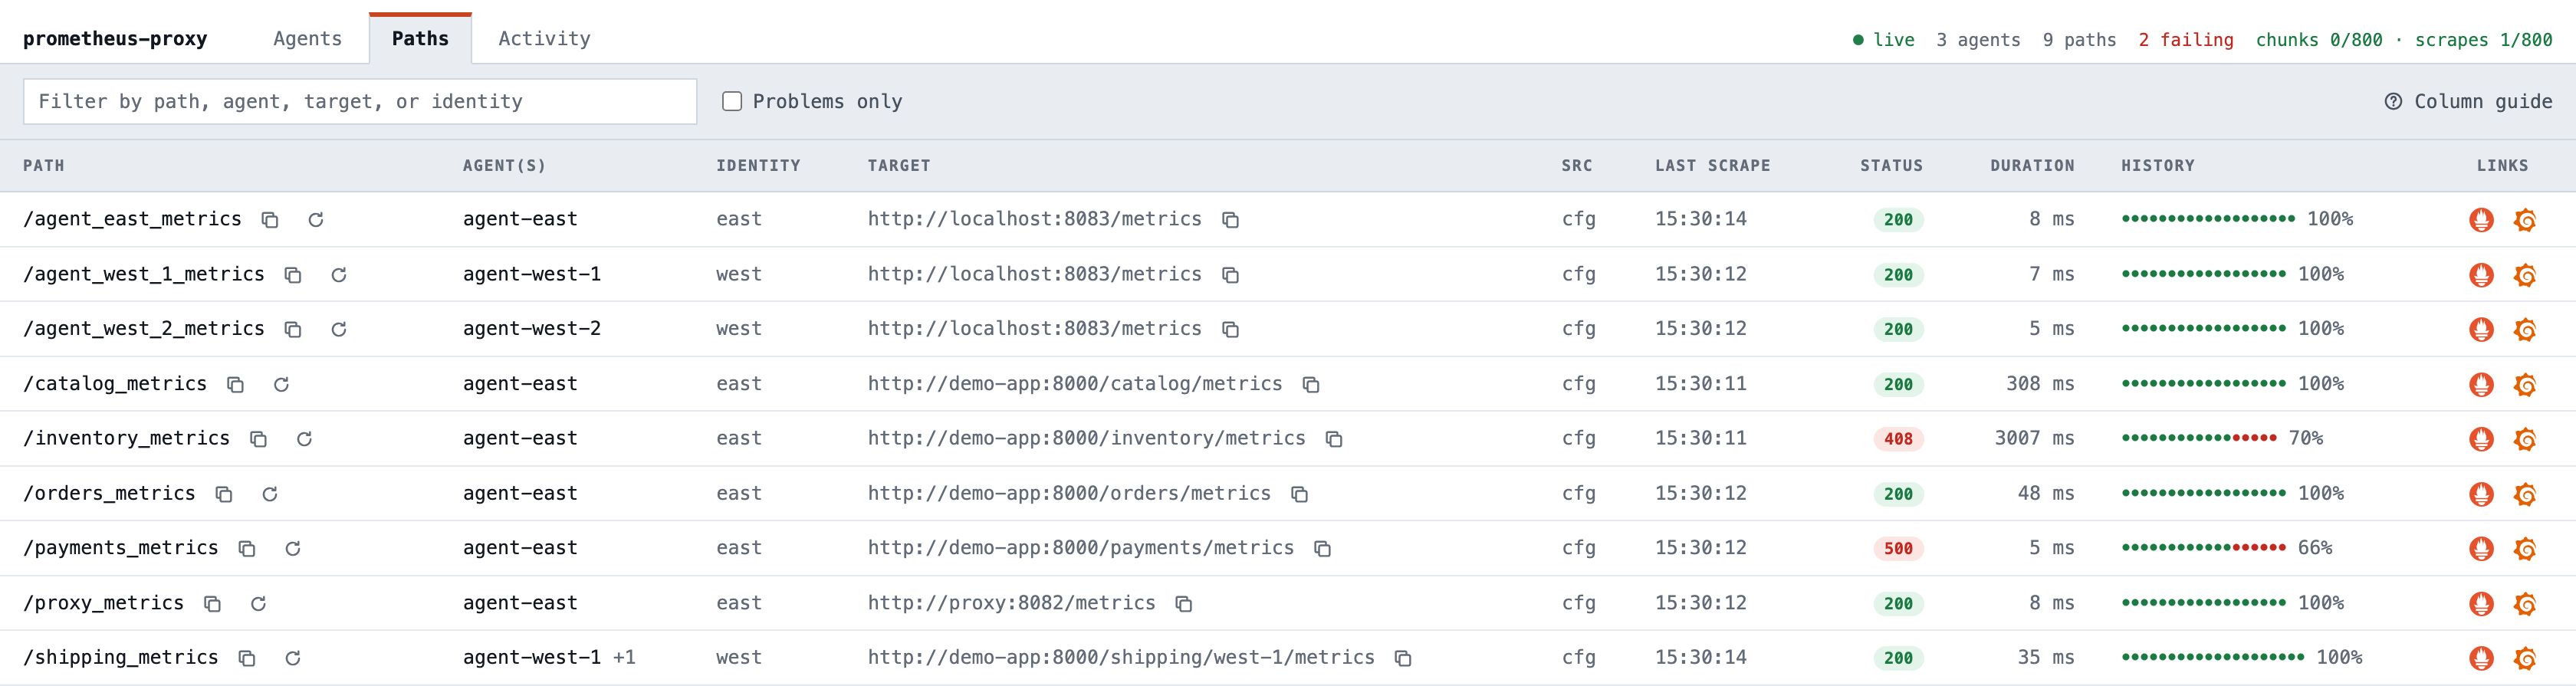 prometheus-proxy Agents Paths Activity live 3 agents 9 paths 2 failing chunks 0/800 · scrapes 1/800
Filter by path, agent, target, or identity Problems only Column guide
PATH AGENT(S) IDENTITY TARGET SRC LAST SCRAPE STATUS DURATION HISTORY LINKS
/agent_east_metrics agent-east east http://localhost:8083/metrics cfg 15:30:14 200 8 ms 100%
/agent_west_1_metrics agent-west-1 west http://localhost:8083/metrics cfg 15:30:12 200 7 ms 100%
/agent_west_2_metrics agent-west-2 west http://localhost:8083/metrics cfg 15:30:12 200 5 ms 100%
/catalog_metrics agent-east east http://demo-app:8000/catalog/metrics cfg 15:30:11 200 308 ms 100%
/inventory_metrics agent-east east http://demo-app:8000/inventory/metrics cfg 15:30:11 408 3007 ms 70%
/orders_metrics agent-east east http://demo-app:8000/orders/metrics cfg 15:30:12 200 48 ms 100%
/payments_metrics agent-east east http://demo-app:8000/payments/metrics cfg 15:30:12 500 5 ms 66%
/proxy_metrics agent-east east http://proxy:8082/metrics cfg 15:30:12 200 8 ms 100%
/shipping_metrics agent-west-1 +1 west http://demo-app:8000/shipping/west-1/metrics cfg 15:30:14 200 35 ms 100%